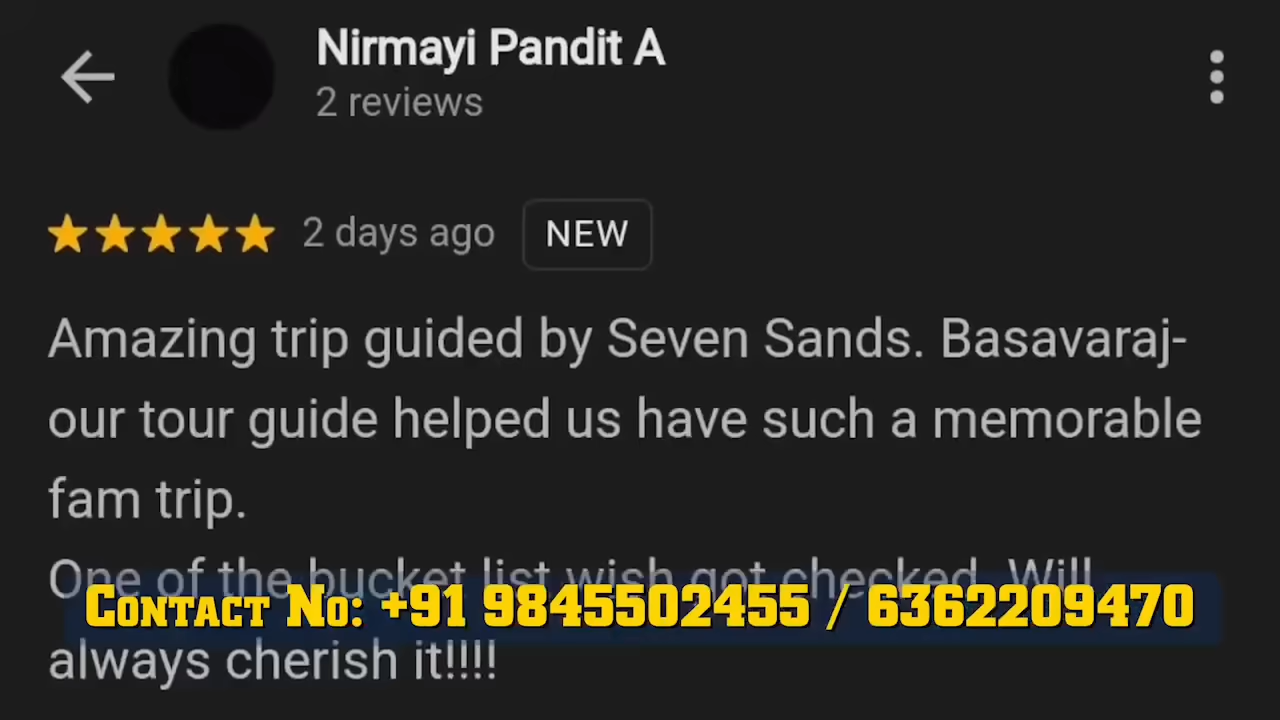 Nirmayi Pandit A
2 reviews
2 days ago NEW
Amazing trip guided by Seven Sands. Basavaraj-
our tour guide helped us have such a memorable
fam trip.
One of the bucket list wish got checked. Will
Contact No: +91 9845502455 / 6362209470
always cherish it!!!!